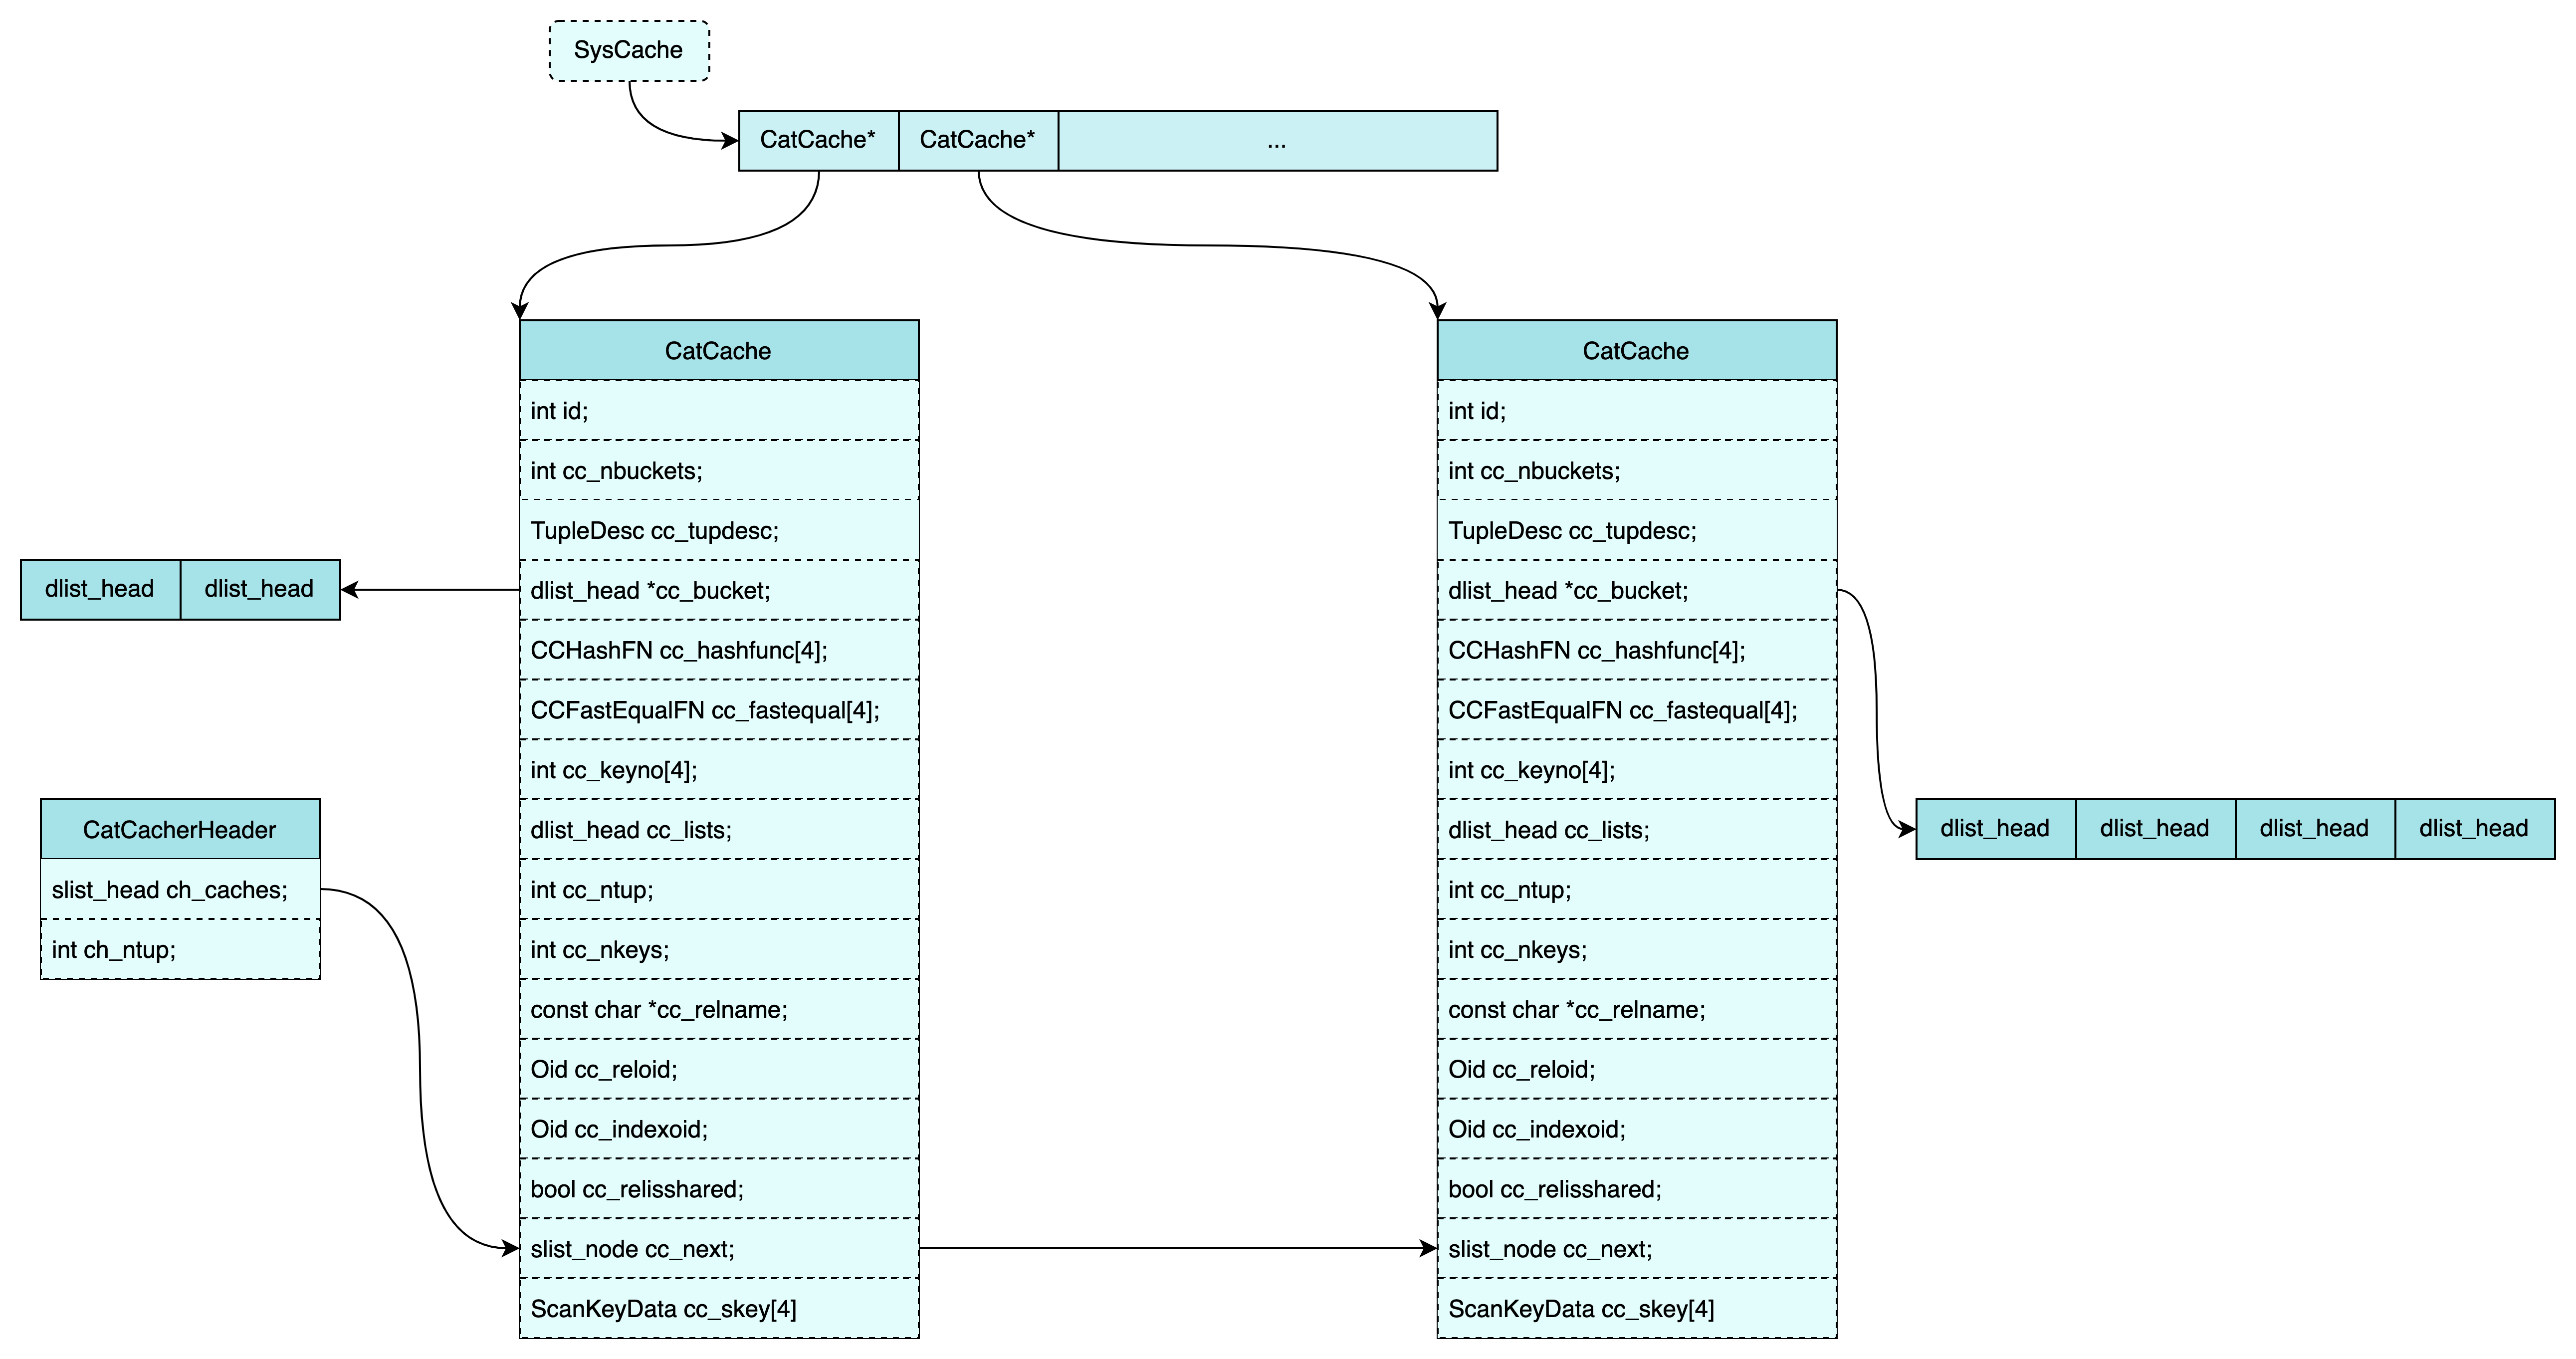 SysCache
CatCache*
CatCache*
...
CatCache
int id;
int cc_nbuckets;
TupleDesc cc_tupdesc;
dlist_head *cc_bucket;
CCHashFN cc_hashfunc[4];
CCFastEqualFN cc_fastequal[4];
int cc_keyno[4];
dlist_head cc_lists;
int cc_ntup;
int cc_nkeys;
const char *cc_relname;
Oid cc_reloid;
Oid cc_indexoid;
bool cc_relisshared;
slist_node cc_next;
ScanKeyData cc_skey[4]
CatCache
int id;
int cc_nbuckets;
TupleDesc cc_tupdesc;
dlist_head *cc_bucket;
CCHashFN cc_hashfunc[4];
CCFastEqualFN cc_fastequal[4];
int cc_keyno[4];
dlist_head cc_lists;
int cc_ntup;
int cc_nkeys;
const char *cc_relname;
Oid cc_reloid;
Oid cc_indexoid;
bool cc_relisshared;
slist_node cc_next;
ScanKeyData cc_skey[4]
dlist_head
dlist_head
CatCacherHeader
slist_head ch_caches;
int ch_ntup;
dlist_head
dlist_head
dlist_head
dlist_head